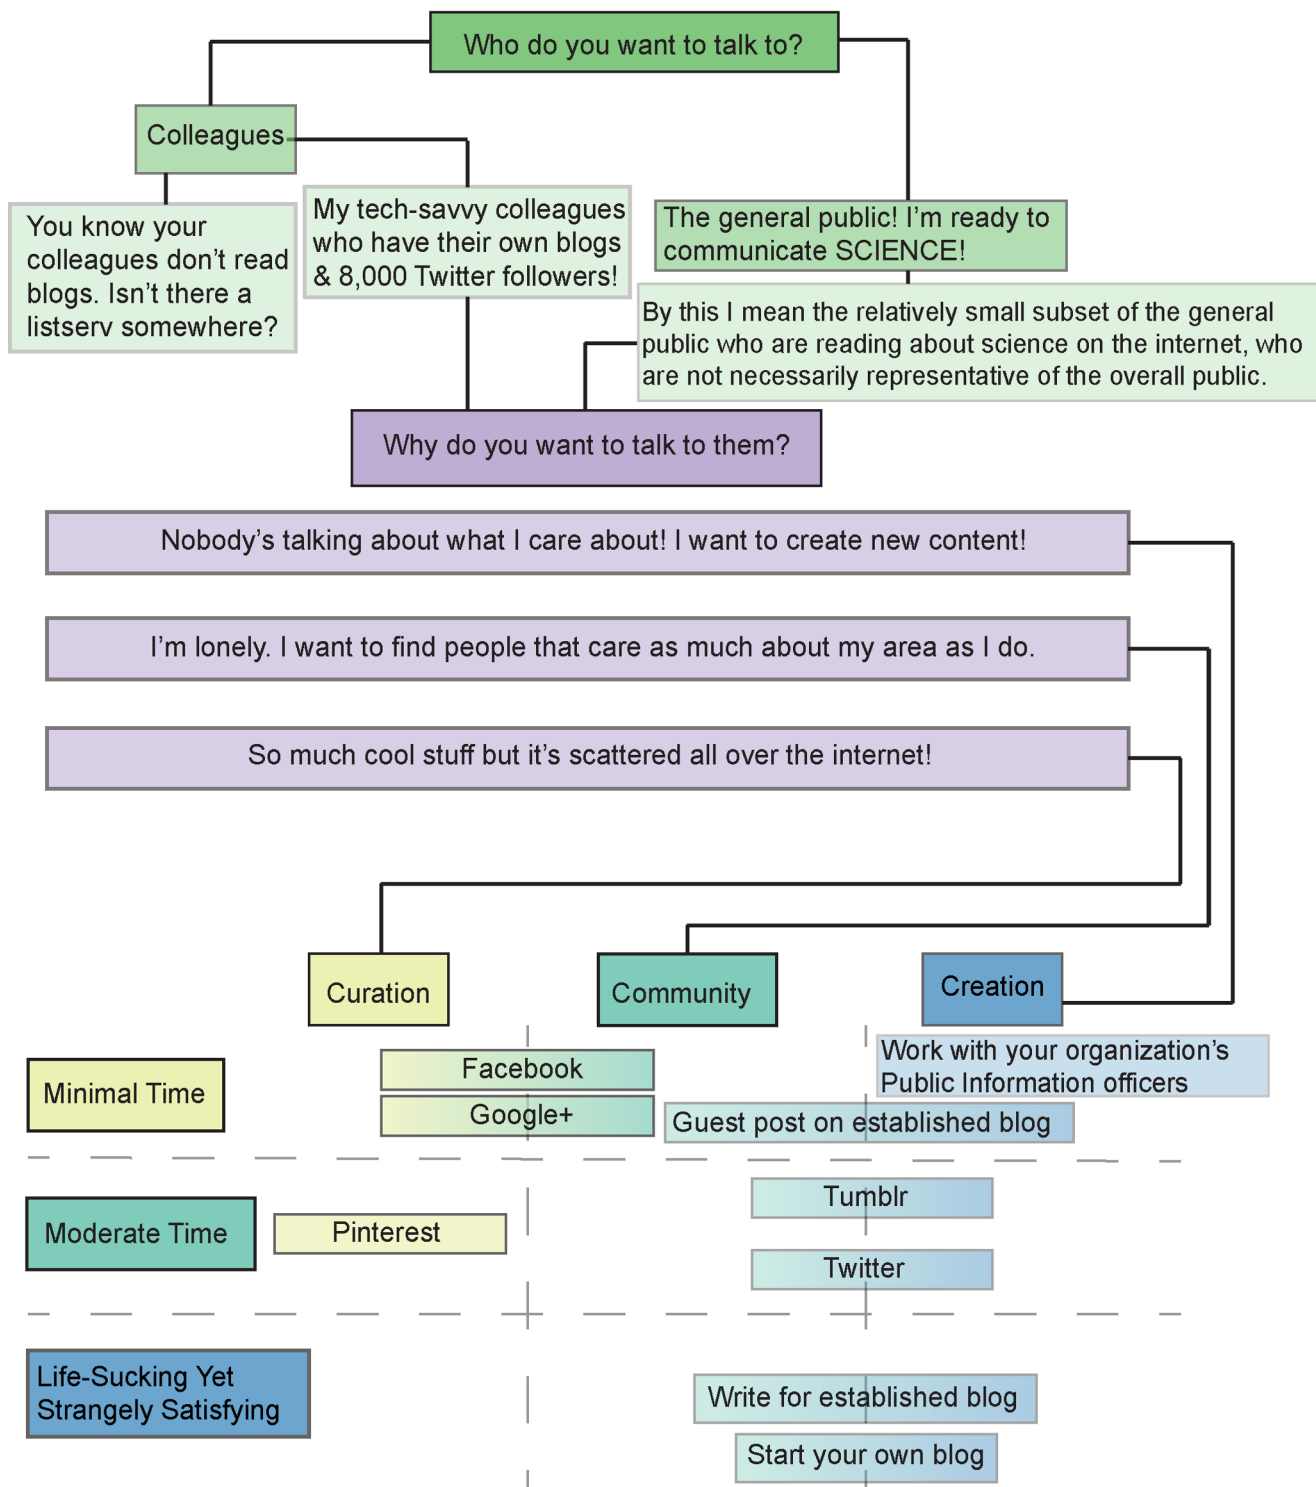 Who do you want to talk to?
Colleagues
You know your
colleagues don't read
blogs. Isn't there a
listserv somewhere?
My tech-savvy colleagues
who have their own blogs
& 8,000 Twitter followers!
The general public! I'm ready to
communicate SCIENCE!
By this I mean the relatively small subset of the general
public who are reading about science on the internet, who
are not necessarily representative of the overall public.
Why do you want to talk to them?
Nobody's talking about what I care about! I want to create new content!
I'm lonely. I want to find people that care as much about my area as I do.
So much cool stuff but it's scattered all over the internet!
Curation
Community
Creation
Minimal Time
Facebook
Google+
Work with your organization's
Public Information officers
Guest post on established blog
Moderate Time
Pinterest
Tumblr
Twitter
Life-Sucking Yet
Strangely Satisfying
Write for established blog
Start your own blog